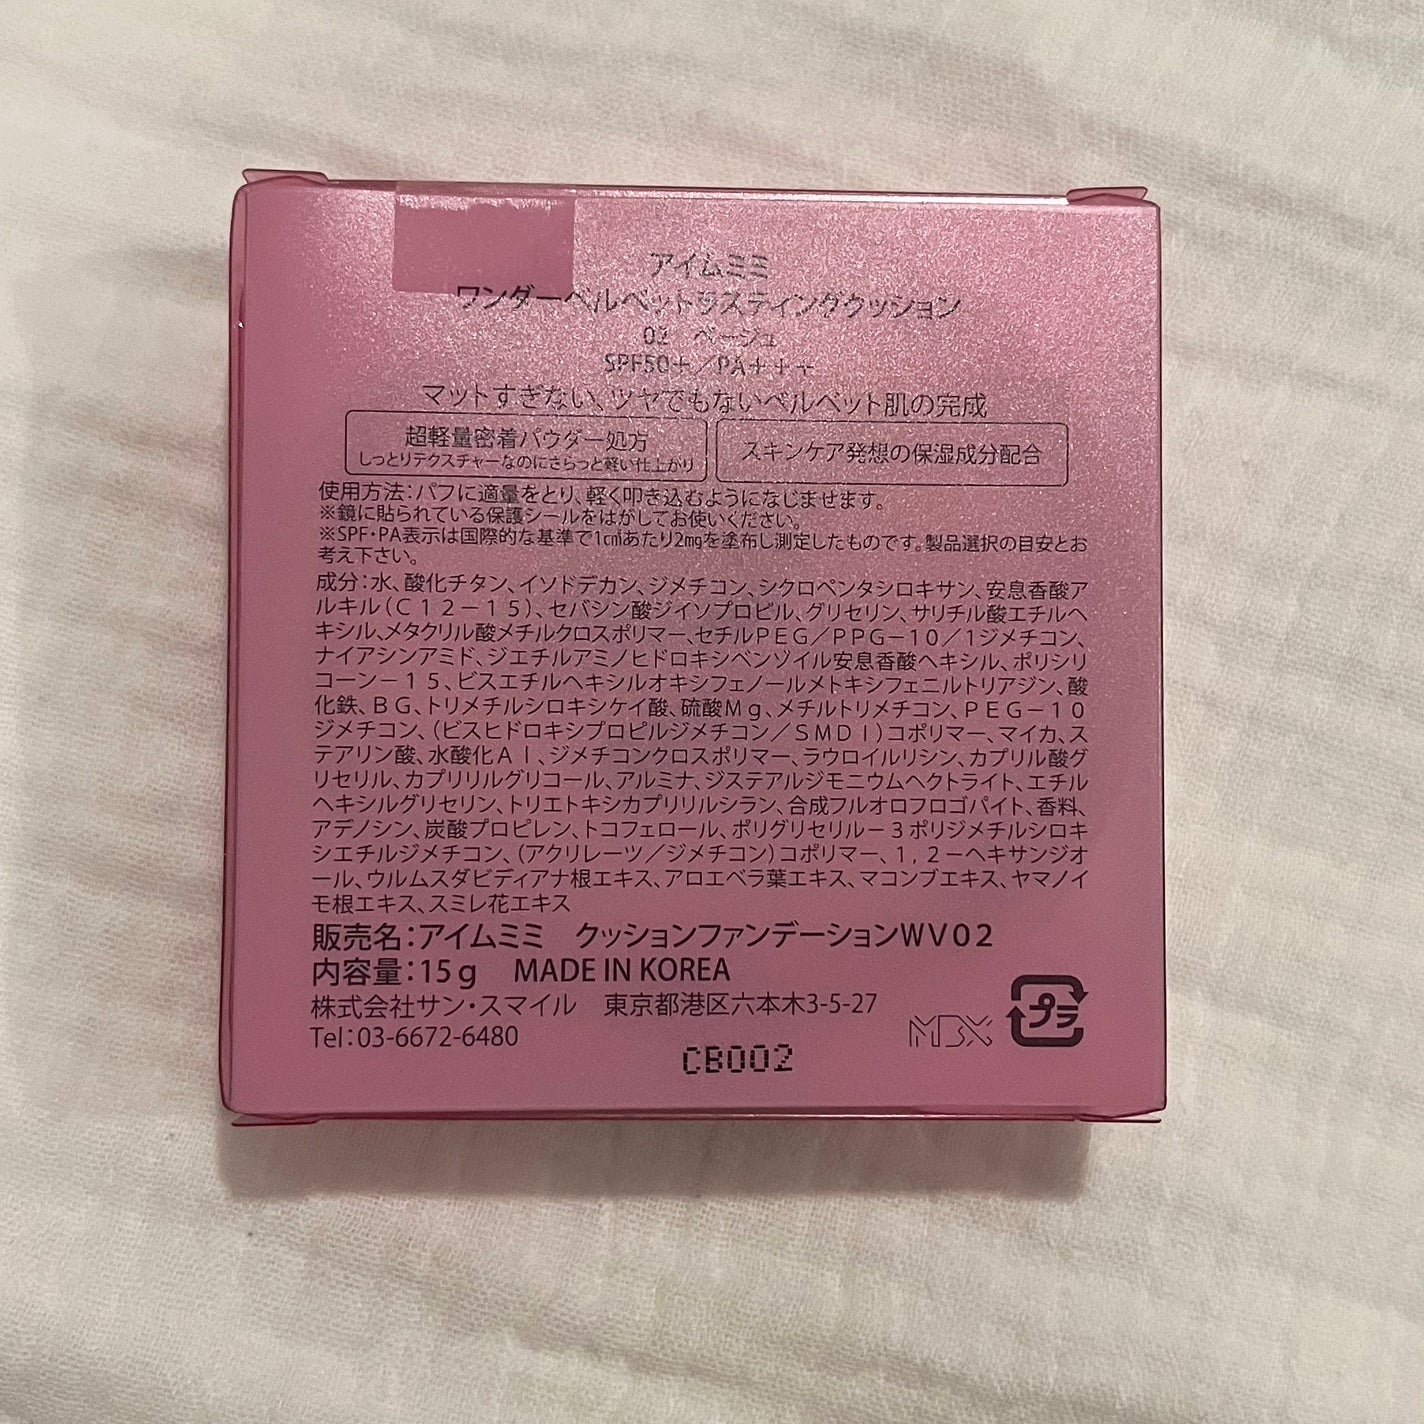 アイムミミ
ワンダーベルベットラスティングクッション
02　ベージュ
SPF50＋／PA＋＋＋
マットすぎない、ツヤでもないベルベット肌の完成
超軽量密着パウダー処方
しっとりテクスチャーなのにさらっと軽い仕上がり
スキンケア発想の保湿成分配合
使用方法：パフに適量をとり、軽く叩き込むようになじませます。
※鏡に貼られている保護シールをはがしてお使いください。
※SPF・PA表示は国際的な基準で1c㎡あたり2mgを塗布し測定したものです。製品選択の目安とお
考え下さい。
成分：水、酸化チタン、イソドデカン、ジメチコン、シクロペンタシロキサン、安息香酸ア
ルキル（Ｃ１２－１５）、セバシン酸ジイソプロピル、グリセリン、サリチル酸エチルヘ
キシル、メタクリル酸メチルクロスポリマー、セチルＰＥＧ／ＰＰＧ－１０／１ジメチコン、
ナイアシンアミド、ジエチルアミノヒドロキシベンゾイル安息香酸ヘキシル、ポリシリ
コーン－１５、ビスエチルヘキシルオキシフェノールメトキシフェニルトリアジン、酸
化鉄、ＢＧ、トリメチルシロキシケイ酸、硫酸Ｍｇ、メチルトリメチコン、ＰＥＧ－１０
ジメチコン、（ビスヒドロキシプロピルジメチコン／ＳＭＤＩ）コポリマー、マイカ、ス
テアリン酸、水酸化Ａｌ、ジメチコンクロスポリマー、ラウロイルリシン、カプリル酸グ
リセリル、カプリリルグリコール、アルミナ、ジステアルジモニウムヘクトライト、エチル
ヘキシルグリセリン、トリエトキシカプリリルシラン、合成フルオロフロゴパイト、香料、
アデノシン、炭酸プロピレン、トコフェロール、ポリグリセリル－３ポリジメチルシロキ
シエチルジメチコン、（アクリレーツ／ジメチコン）コポリマー、１，２－ヘキサンジオ
ール、ウルムスダビディアナ根エキス、アロエベラ葉エキス、マコンブエキス、ヤマノイ
モ根エキス、スミレ花エキス
販売名：アイムミミ　クッションファンデーションWV02
内容量：15g　MADE IN KOREA
株式会社サン・スマイル　東京都港区六本木3-5-27
Tel：03-6672-6480
MBX
プラ
CB002